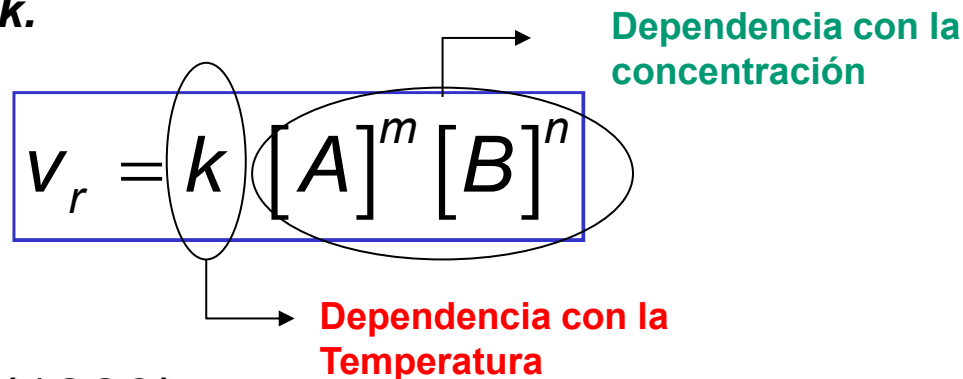 k.
Dependencia con la
concentración
v_r = k [A]^m [B]^n
Dependencia con la
Temperatura